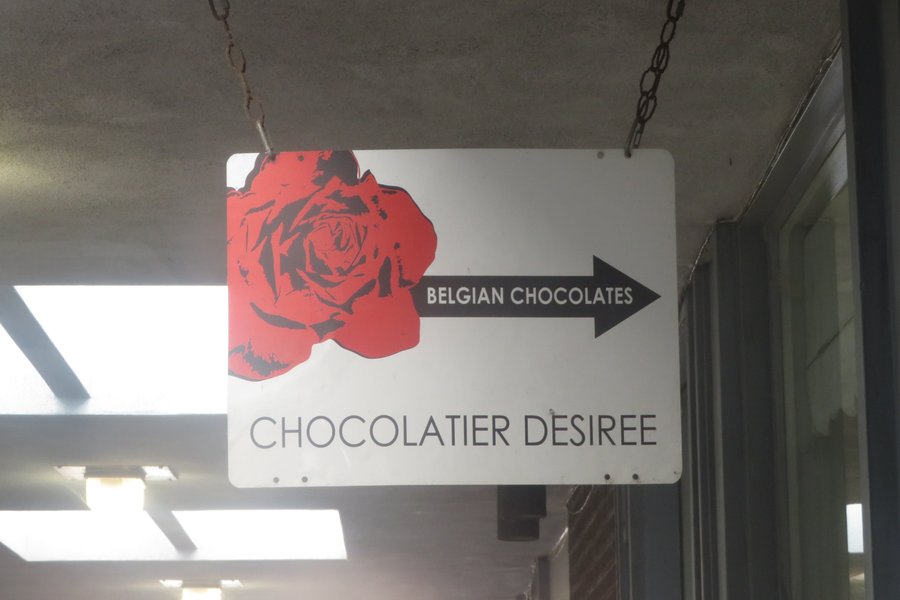 BELGIAN CHOCOLATES
CHOCOLATIER DESIREE